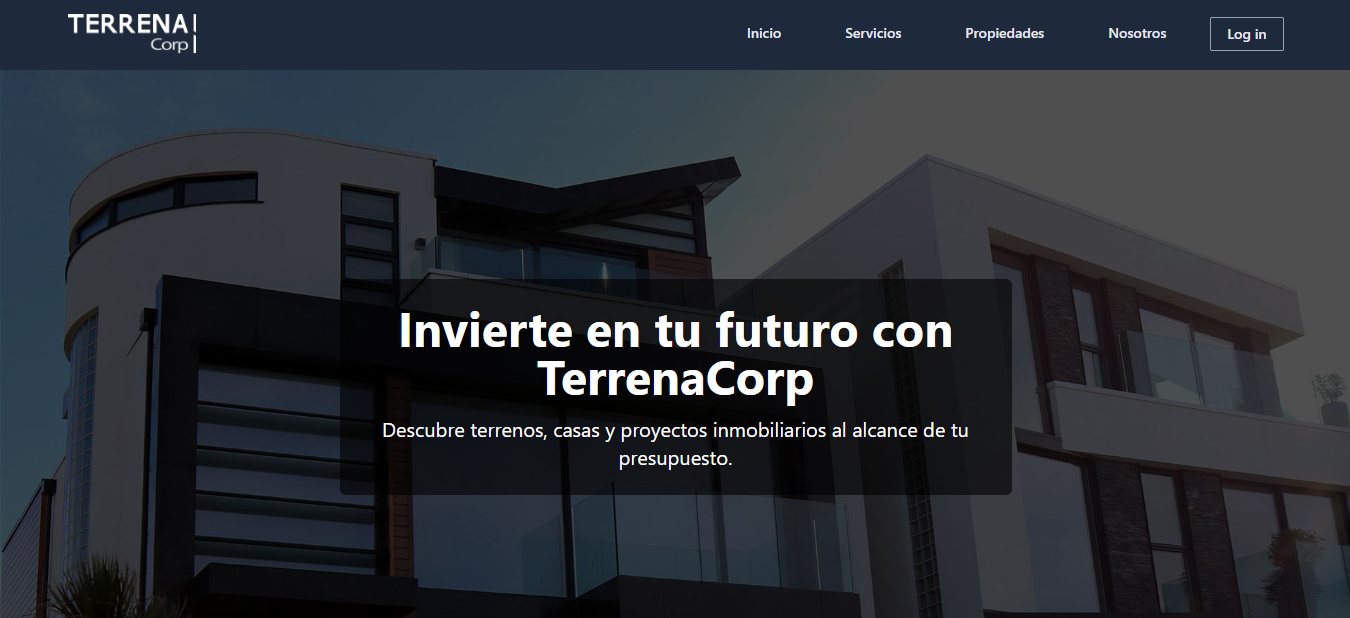 TERRENA
Corp
Inicio
Servicios
Propiedades
Nosotros
Log in
Invierte en tu futuro con
TerrenaCorp
Descubre terrenos, casas y proyectos inmobiliarios al alcance de tu
presupuesto.